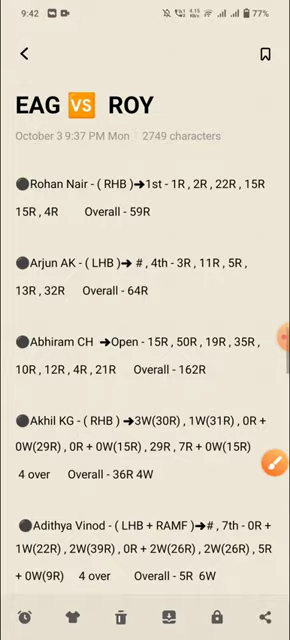 9:42 4.15 KB/s 77%
EAG 🆚 ROY
October 3 9:37 PM Mon | 2749 characters
⚫Rohan Nair - ( RHB )➜1st - 1R , 2R , 22R , 15R
15R , 4R Overall - 59R
⚫Arjun AK - ( LHB )➜ # , 4th - 3R , 11R , 5R ,
13R , 32R Overall - 64R
⚫Abhiram CH ➜Open - 15R , 50R , 19R , 35R ,
10R , 12R , 4R , 21R Overall - 162R
⚫Akhil KG - ( RHB )➜3W(30R) , 1W(31R) , 0R +
0W(29R) , 0R + 0W(15R) , 29R , 7R + 0W(15R)
4 over Overall - 36R 4W
⚫Adithya Vinod - ( LHB + RAMF )➜# , 7th - 0R +
1W(22R) , 2W(39R) , 0R + 2W(26R) , 2W(26R) , 5R
+ 0W(9R) 4 over Overall - 5R 6W